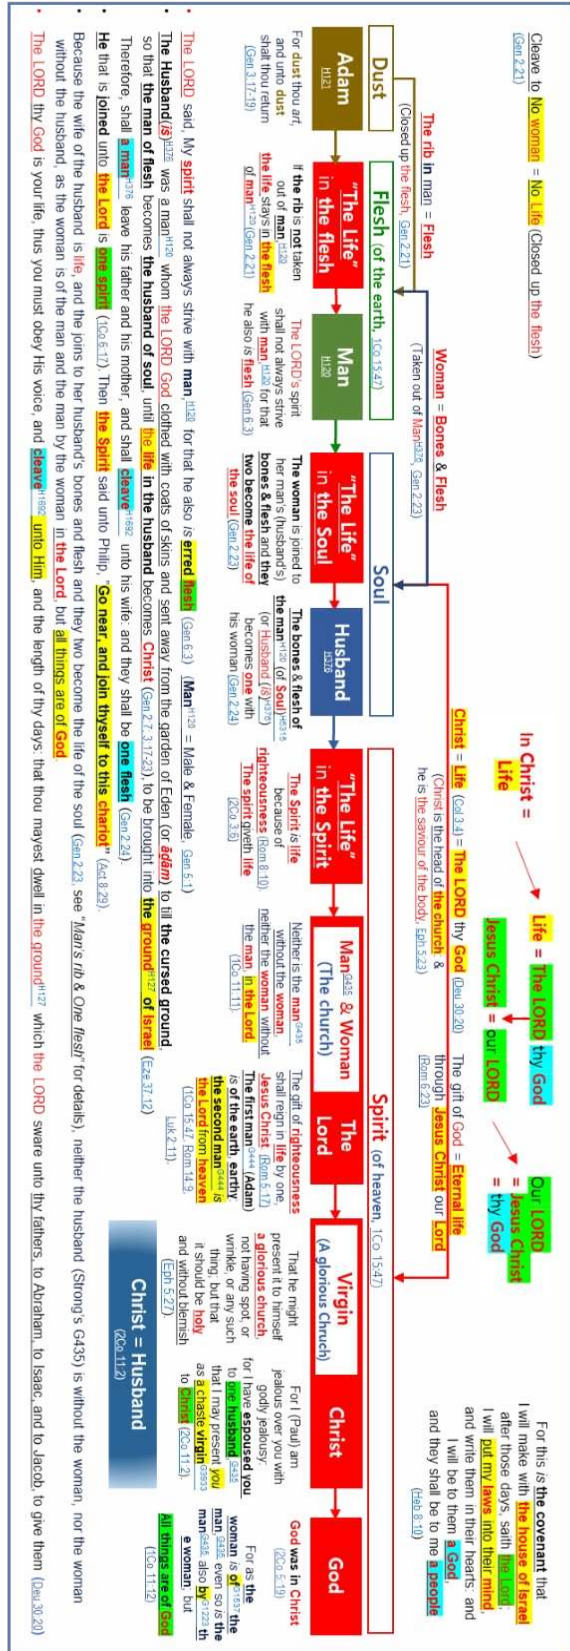 Cleave to No woman = No Life (Closed up the flesh)
(Gen 2:21)
In Christ =
Life
Life = The LORD thy God
Jesus Christ = our LORD
Our LORD
= Jesus Christ
= thy God
For this is the covenant that
I will make with the house of Israel
after those days, saith the Lord,
I will put my laws into their mind,
and write them in their hearts: and
I will be to them a God,
and they shall be to me a people
(Heb 8:10)
The rib in man = Flesh
(Closed up the flesh, Gen 2:21)
Woman = Bones & Flesh
(Taken out of ManH376, Gen 2:23)
Christ = Life (Col 3:4) = The LORD thy God (Deu 30:20)
(Christ is the head of the church &
he is the saviour of the body, Eph 5:23)
The gift of God = Eternal life
through Jesus Christ our Lord
(Rom 6:23)
Dust
Flesh (of the earth, 1Co 15:47)
Soul
Spirit (of heaven, 1Co 15:47)
Adam
H121
"The Life"
in the flesh
Man
H120
"The Life"
in the Soul
Husband
H376
"The Life"
in the Spirit
ManG435 & Woman
(The church)
The
Lord
Virgin
(A glorious Chruch)
Christ
God
For dust thou art,
and unto dust
shalt thou return
(Gen 3:17-19)
If the rib is not taken
out of man,H120
the life stays in the flesh
of manH120 (Gen 2:21)
The LORD's spirit
shall not always strive
with man,H120 for that
he also is flesh (Gen 6:3)
The woman is joined to
her man's (husband's)
bones & flesh and they
two become the life of
the soul (Gen 2:23)
The bones & flesh of
the manH120 (of Soul)H5315
(or Husband (is)H376)
becomes one with
his woman (Gen 2:24)
The Spirit is life
because of
righteousness (Rom 8:10).
The spirit giveth life
(2Co 3:6)
Neither is the manG435
without the woman,
neither the woman without
the man, in the Lord
(1Co 11:11).
The gift of righteousness
shall reign in life by one,
Jesus Christ (Rom 5:17)
The first manG444 (Adam)
is of the earth, earthy
the second manG444 is
the Lord from heaven
(1Co 15:47, Rom 14:9,
Luk 2:11).
That he might
present it to himself
a glorious church,
not having spot, or
wrinkle, or any such
thing; but that
it should be holy
and without blemish
(Eph 5:27).
For I (Paul) am
jealous over you with
godly jealousy:
for I have espoused you
to one husband,G435
that I may present you
as a chaste virginG3933
to Christ (2Co 11:2)
God was in Christ
(2Co 5:19)
For as the
woman is ofG1537 the
man,G435 even so is the
manG435 also byG1223 th
e woman; but
All things are of God
(1Co 11:12)
Christ = Husband
(2Co 11:2)
• The LORD said, My spirit shall not always strive with man,H120 for that he also is erred flesh (Gen 6:3) (ManH120 = Male & Female, Gen 5:1)
• The Husband(is)H376 was a manH120 whom the LORD God clothed with coats of skins and sent away from the garden of Eden (or āḏām) to till the cursed ground,
so that the man of flesh becomes the husband of soul, until the life in the husband becomes Christ (Gen 2:7, 3:17-23), to be brought into the groundH127 of Israel (Eze 37:12)
Therefore, shall a manH376 leave his father and his mother, and shall cleaveH1692 unto his wife: and they shall be one flesh (Gen 2:24).
• He that is joined unto the Lord is one spirit (1Co 6:17). Then the Spirit said unto Philip, "Go near, and join thyself to this chariot" (Act 8:29).
• Because the wife of the husband is life, and the joins to her husband's bones and flesh and they two become the life of the soul (Gen 2:23, see "Man's rib & One flesh" for details), neither the husband (Strong's G435) is without the woman, nor the woman
without the husband, as the woman is of the man and the man by the woman in the Lord, but all things are of God.
• The LORD thy God is your life, thus you must obey His voice, and cleaveH1692 unto Him, and the length of thy days: that thou mayest dwell in the groundH127 which the LORD sware unto thy fathers, to Abraham, to Isaac, and to Jacob, to give them (Deu 30:20)